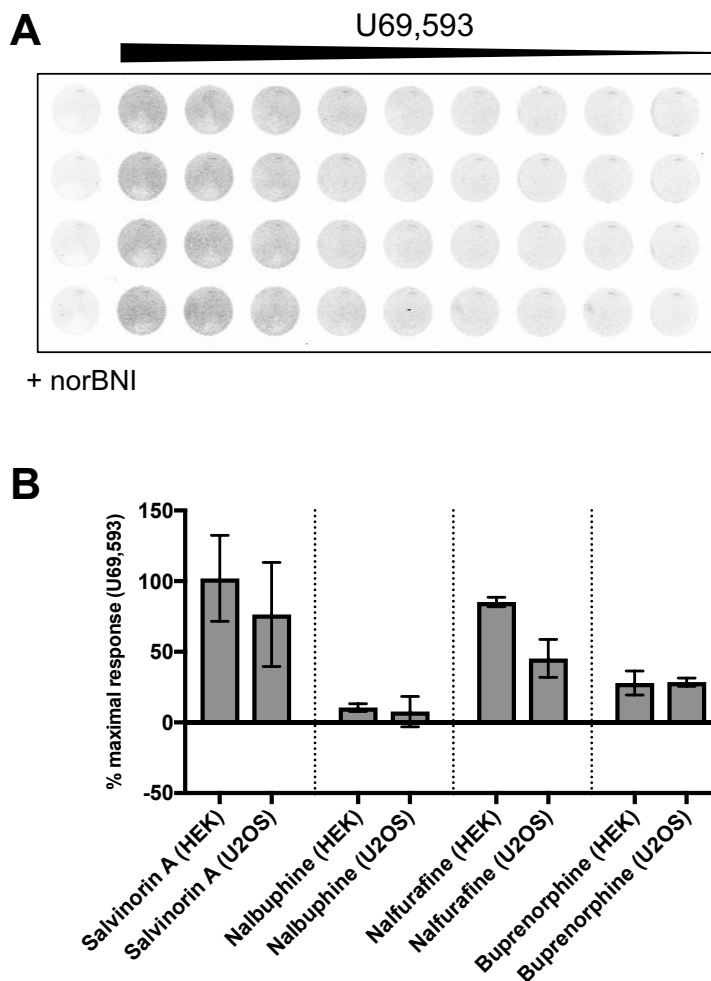 A
U69,593
+ norBNI
B
% maximal response (U69,593)
150
100
50
0
-50
Salvinorin A (HEK)
Salvinorin A (U2OS)
Nalbuphine (HEK)
Nalbuphine (U2OS)
Nalfurafine (HEK)
Nalfurafine (U2OS)
Buprenorphine (HEK)
Buprenorphine (U2OS)